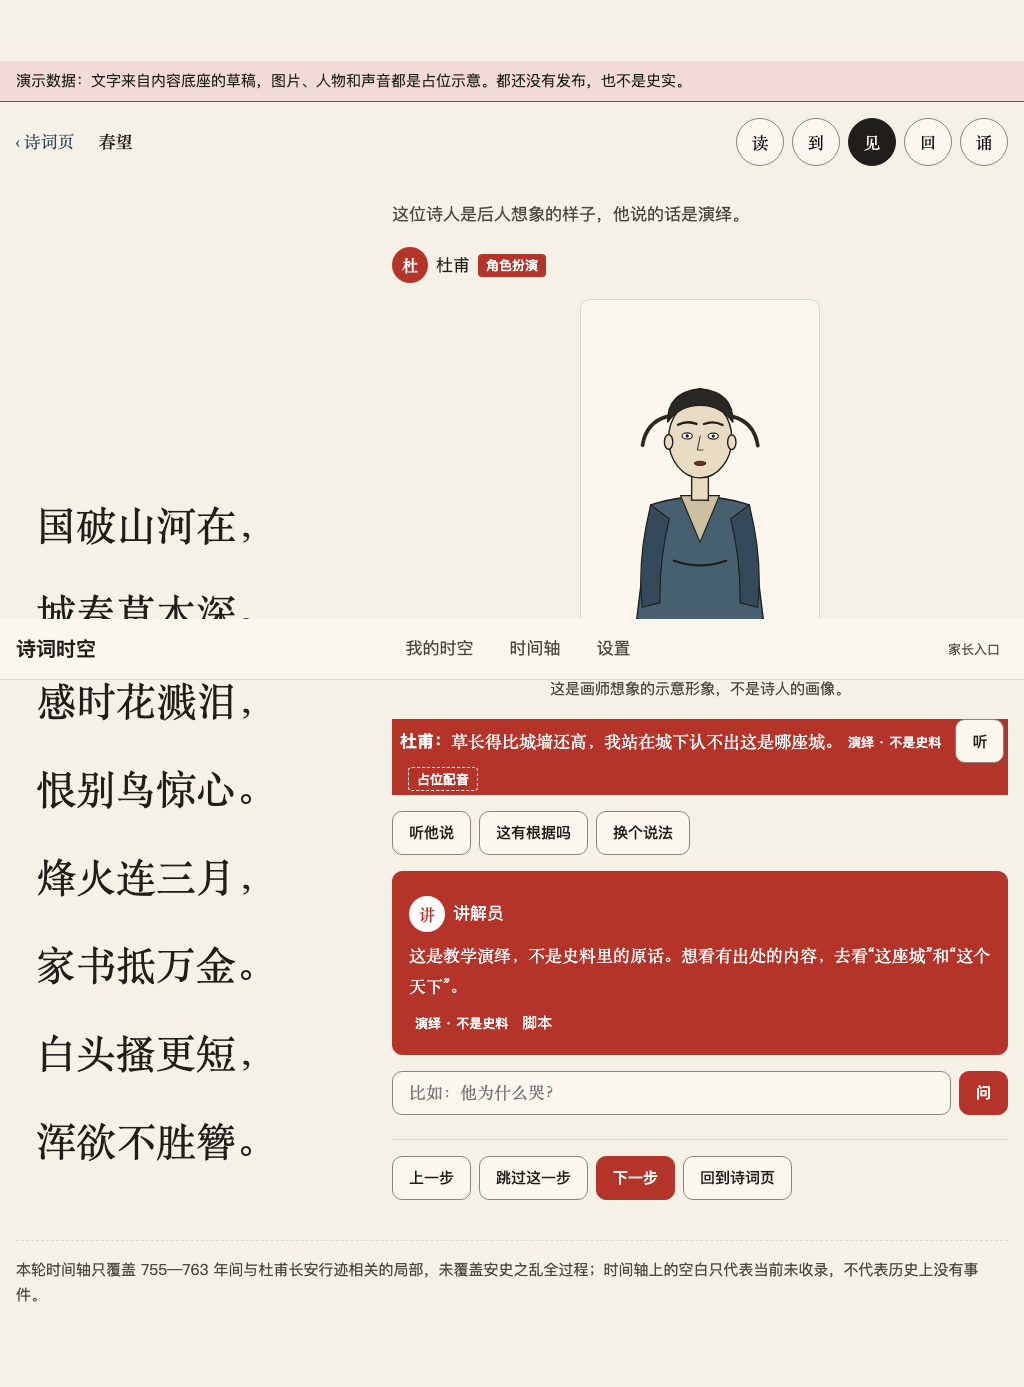 演示数据：文字来自内容底座的草稿，图片、人物和声音都是占位示意。都还没有发布，也不是史实。
‹ 诗词页 春望
读 到 见 回 诵
这位诗人是后人想象的样子，他说的话是演绎。
杜 杜甫 角色扮演
国破山河在，
城春草木深。
诗词时空 我的时空 时间轴 设置 家长入口
感时花溅泪，
恨别鸟惊心。
烽火连三月，
家书抵万金。
白头搔更短，
浑欲不胜簪。
这是画师想象的示意形象，不是诗人的画像。
杜甫：草长得比城墙还高，我站在城下认不出这是哪座城。 演绎 · 不是史料 听
占位配音
听他说 这有根据吗 换个说法
讲 讲解员
这是教学演绎，不是史料里的原话。想看有出处的内容，去看“这座城”和“这个
天下”。
演绎 · 不是史料 脚本
比如：他为什么哭？ 问
上一步 跳过这一步 下一步 回到诗词页
本轮时间轴只覆盖 755—763 年间与杜甫长安行迹相关的局部，未覆盖安史之乱全过程；时间轴上的空白只代表当前未收录，不代表历史上没有事
件。